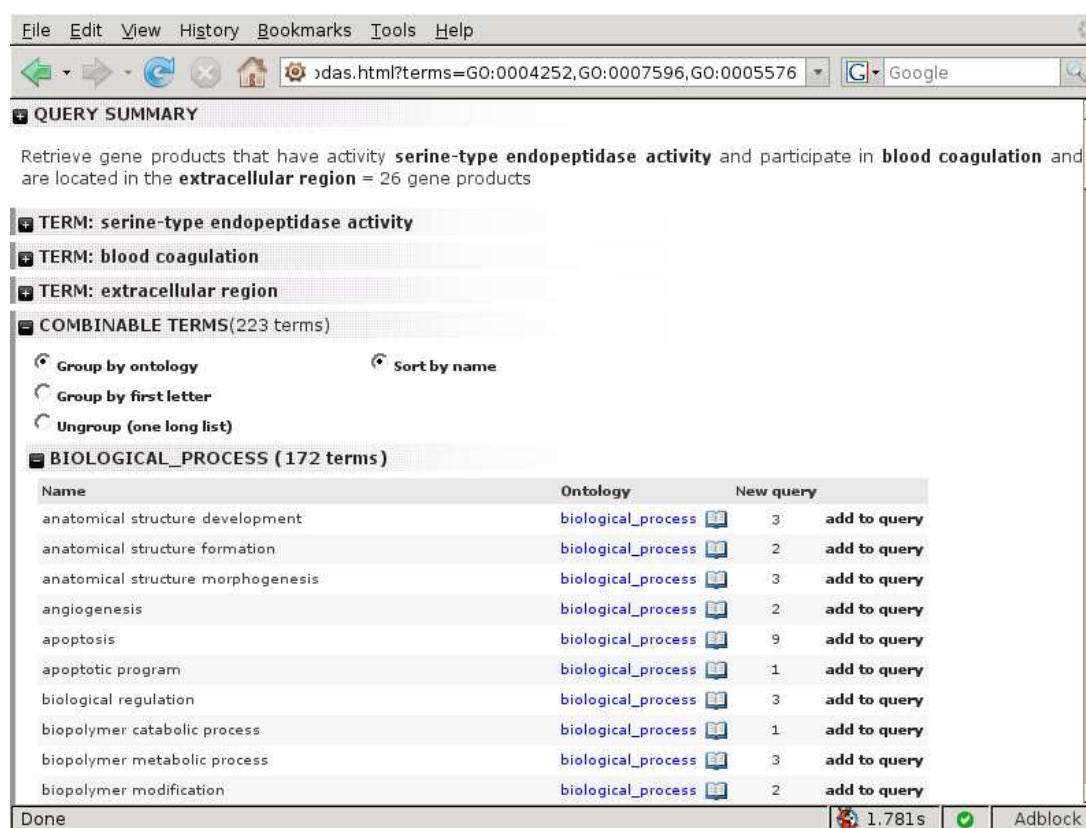 File Edit View History Bookmarks Tools Help
odas.html?terms=GO:0004252,GO:0007596,GO:0005576 G Google
QUERY SUMMARY
Retrieve gene products that have activity serine-type endopeptidase activity and participate in blood coagulation and
are located in the extracellular region = 26 gene products
TERM: serine-type endopeptidase activity
TERM: blood coagulation
TERM: extracellular region
COMBINABLE TERMS(223 terms)
Group by ontology Sort by name
Group by first letter
Ungroup (one long list)
BIOLOGICAL_PROCESS (172 terms)
Name Ontology New query
anatomical structure development biological_process 3 add to query
anatomical structure formation biological_process 2 add to query
anatomical structure morphogenesis biological_process 3 add to query
angiogenesis biological_process 2 add to query
apoptosis biological_process 9 add to query
apoptotic program biological_process 1 add to query
biological regulation biological_process 3 add to query
biopolymer catabolic process biological_process 1 add to query
biopolymer metabolic process biological_process 3 add to query
biopolymer modification biological_process 2 add to query
Done 1.781s Adblock